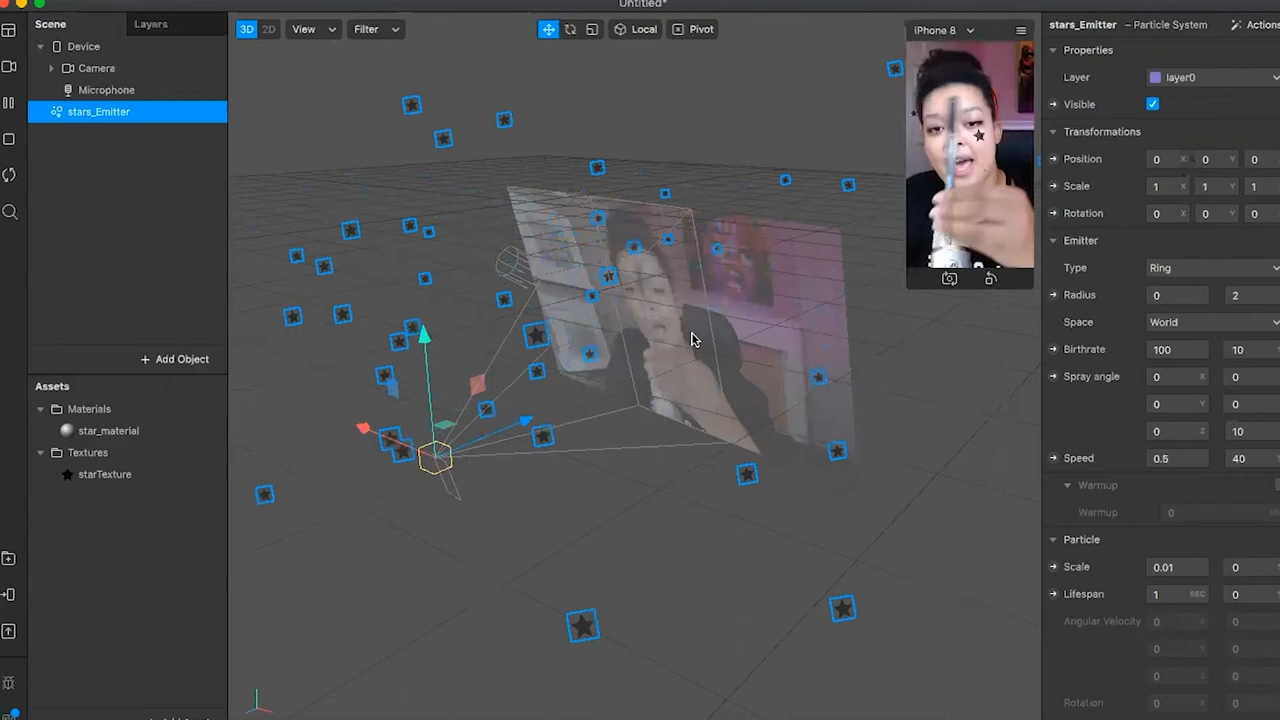 Untitled*
Scene
Layers
Device
Camera
Microphone
stars_Emitter
+ Add Object
Assets
Materials
star_material
Textures
starTexture
3D
2D
View
Filter
Local
Pivot
iPhone 8
stars_Emitter – Particle System
Actions
Properties
Layer
layer0
Visible
Transformations
Position 0 X 0 Y 0
Scale 1 X 1 Y 1
Rotation 0 X 0 Y 0
Emitter
Type Ring
Radius 0 2
Space World
Birthrate 100 10
Spray angle 0 X 0
0 Y 0
0 Z 10
Speed 0.5 40
Warmup
Warmup 0
Particle
Scale 0.01 0
Lifespan 1 SEC 0
Angular Velocity 0 X 0
0 Y 0
0 Z 0
Rotation 0 X 0